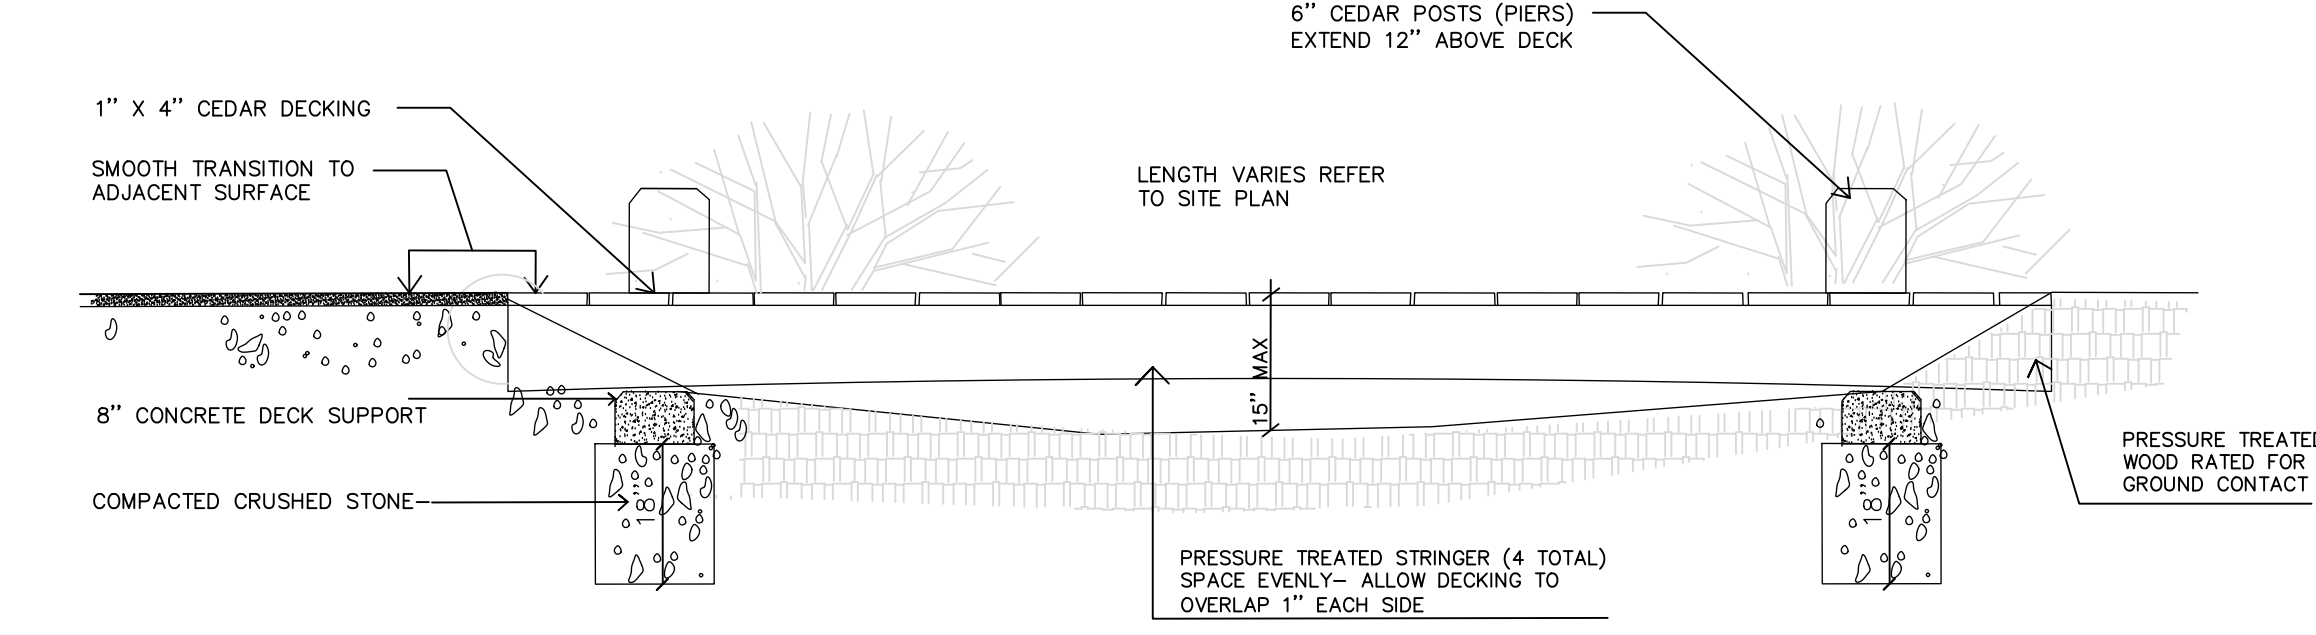 6” CEDAR POSTS (PIERS)
EXTEND 12” ABOVE DECK
1” X 4” CEDAR DECKING
SMOOTH TRANSITION TO
ADJACENT SURFACE
LENGTH VARIES REFER
TO SITE PLAN
15” MAX
8” CONCRETE DECK SUPPORT
COMPACTED CRUSHED STONE
18”
18”
PRESSURE TREATED
WOOD RATED FOR
GROUND CONTACT
PRESSURE TREATED STRINGER (4 TOTAL)
SPACE EVENLY– ALLOW DECKING TO
OVERLAP 1” EACH SIDE